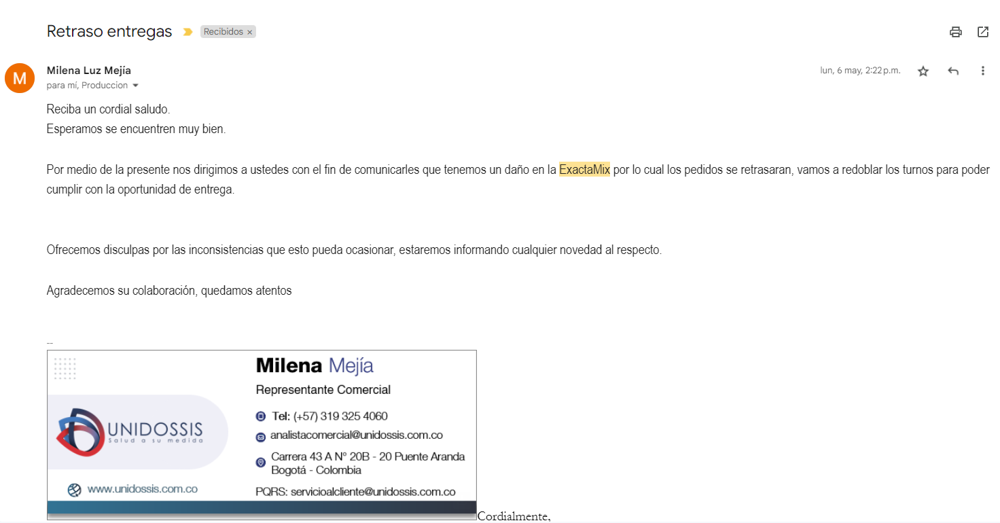 Retraso entregas
Recibidos ×
M
Milena Luz Mejía
lun, 6 may, 2:22 p.m.
para mí, Produccion
Reciba un cordial saludo.
Esperamos se encuentren muy bien.
Por medio de la presente nos dirigimos a ustedes con el fin de comunicarles que tenemos un daño en la ExactaMix por lo cual los pedidos se retrasaran, vamos a redoblar los turnos para poder
cumplir con la oportunidad de entrega.
Ofrecemos disculpas por las inconsistencias que esto pueda ocasionar, estaremos informando cualquier novedad al respecto.
Agradecemos su colaboración, quedamos atentos
--
UNIDOSSIS
Salud a su medida
www.unidossis.com.co
Milena Mejía
Representante Comercial
Tel: (+57) 319 325 4060
analistacomercial@unidossis.com.co
Carrera 43 A N° 20B - 20 Puente Aranda
Bogotá - Colombia
PQRS: servicioalcliente@unidossis.com.co
Cordialmente,